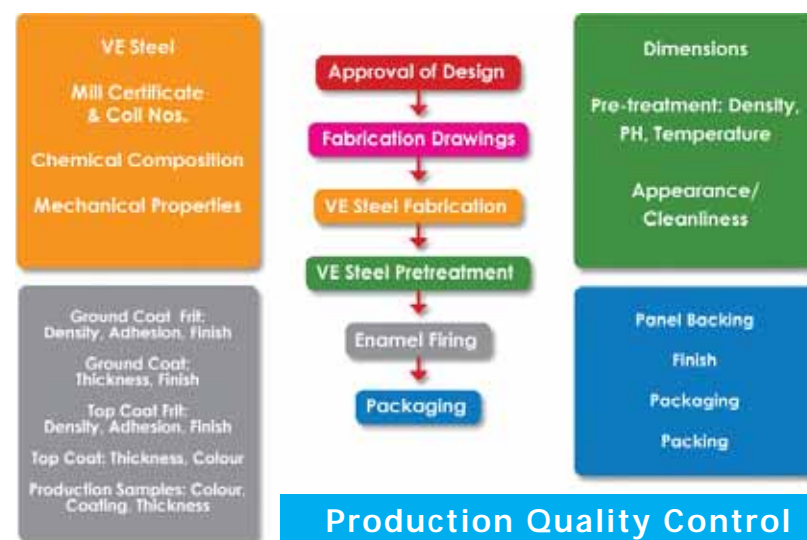 VE Steel
Mill Certificate
& Coil Nos.
Chemical Composition
Mechanical Properties
Ground Coat Frit:
Density, Adhesion, Finish
Ground Coat:
Thickness, Finish
Top Coat Frit:
Density, Adhesion, Finish
Top Coat: Thickness, Colour
Production Samples: Colour,
Coating, Thickness
Approval of Design
Fabrication Drawings
VE Steel Fabrication
VE Steel Pretreatment
Enamel Firing
Packaging
Dimensions
Pre-treatment: Density,
PH, Temperature
Appearance/
Cleanliness
Panel Backing
Finish
Packaging
Packing
Production Quality Control